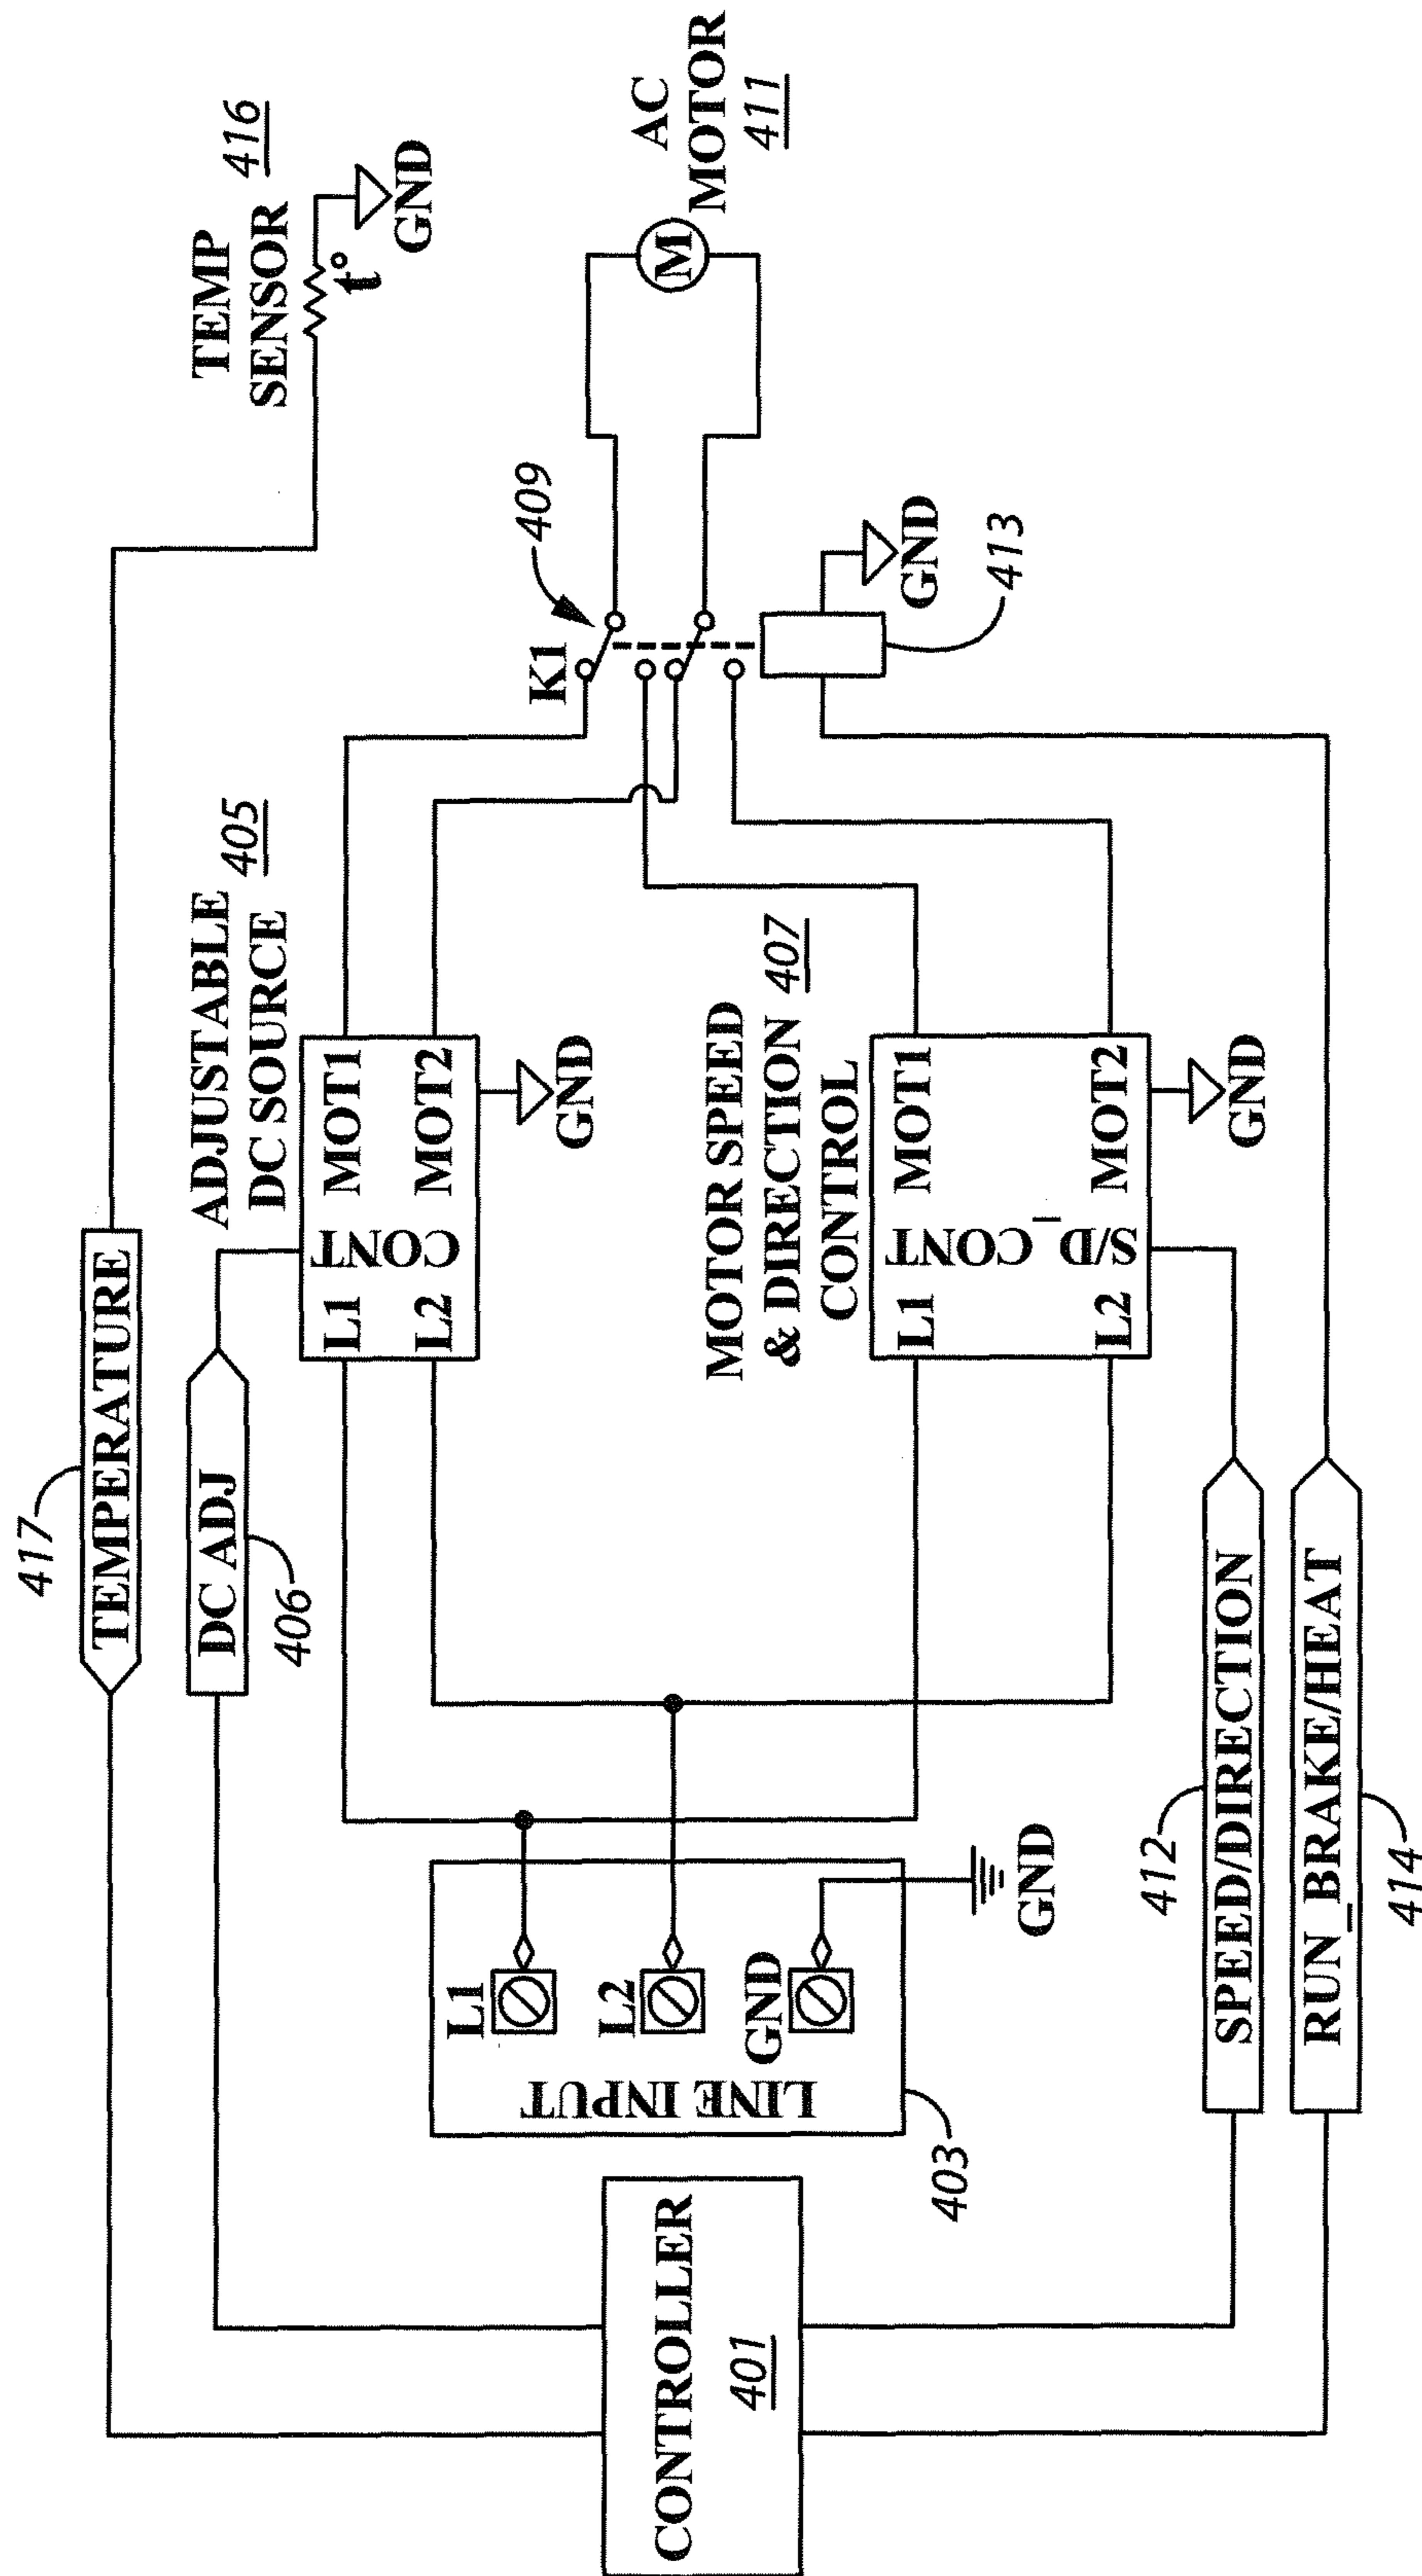 417
TEMPERATURE
TEMP
SENSOR
416
t°
GND
DC ADJ
406
ADJUSTABLE
DC SOURCE
405
L1
CONT
MOT1
L2
MOT2
GND
K1
409
AC
MOTOR
411
M
LINE INPUT
L1
L2
GND
GND
403
CONTROLLER
401
MOTOR SPEED
& DIRECTION
CONTROL
407
L1
S/D_CONT
MOT1
L2
MOT2
GND
GND
413
412
SPEED/DIRECTION
RUN_BRAKE/HEAT
414